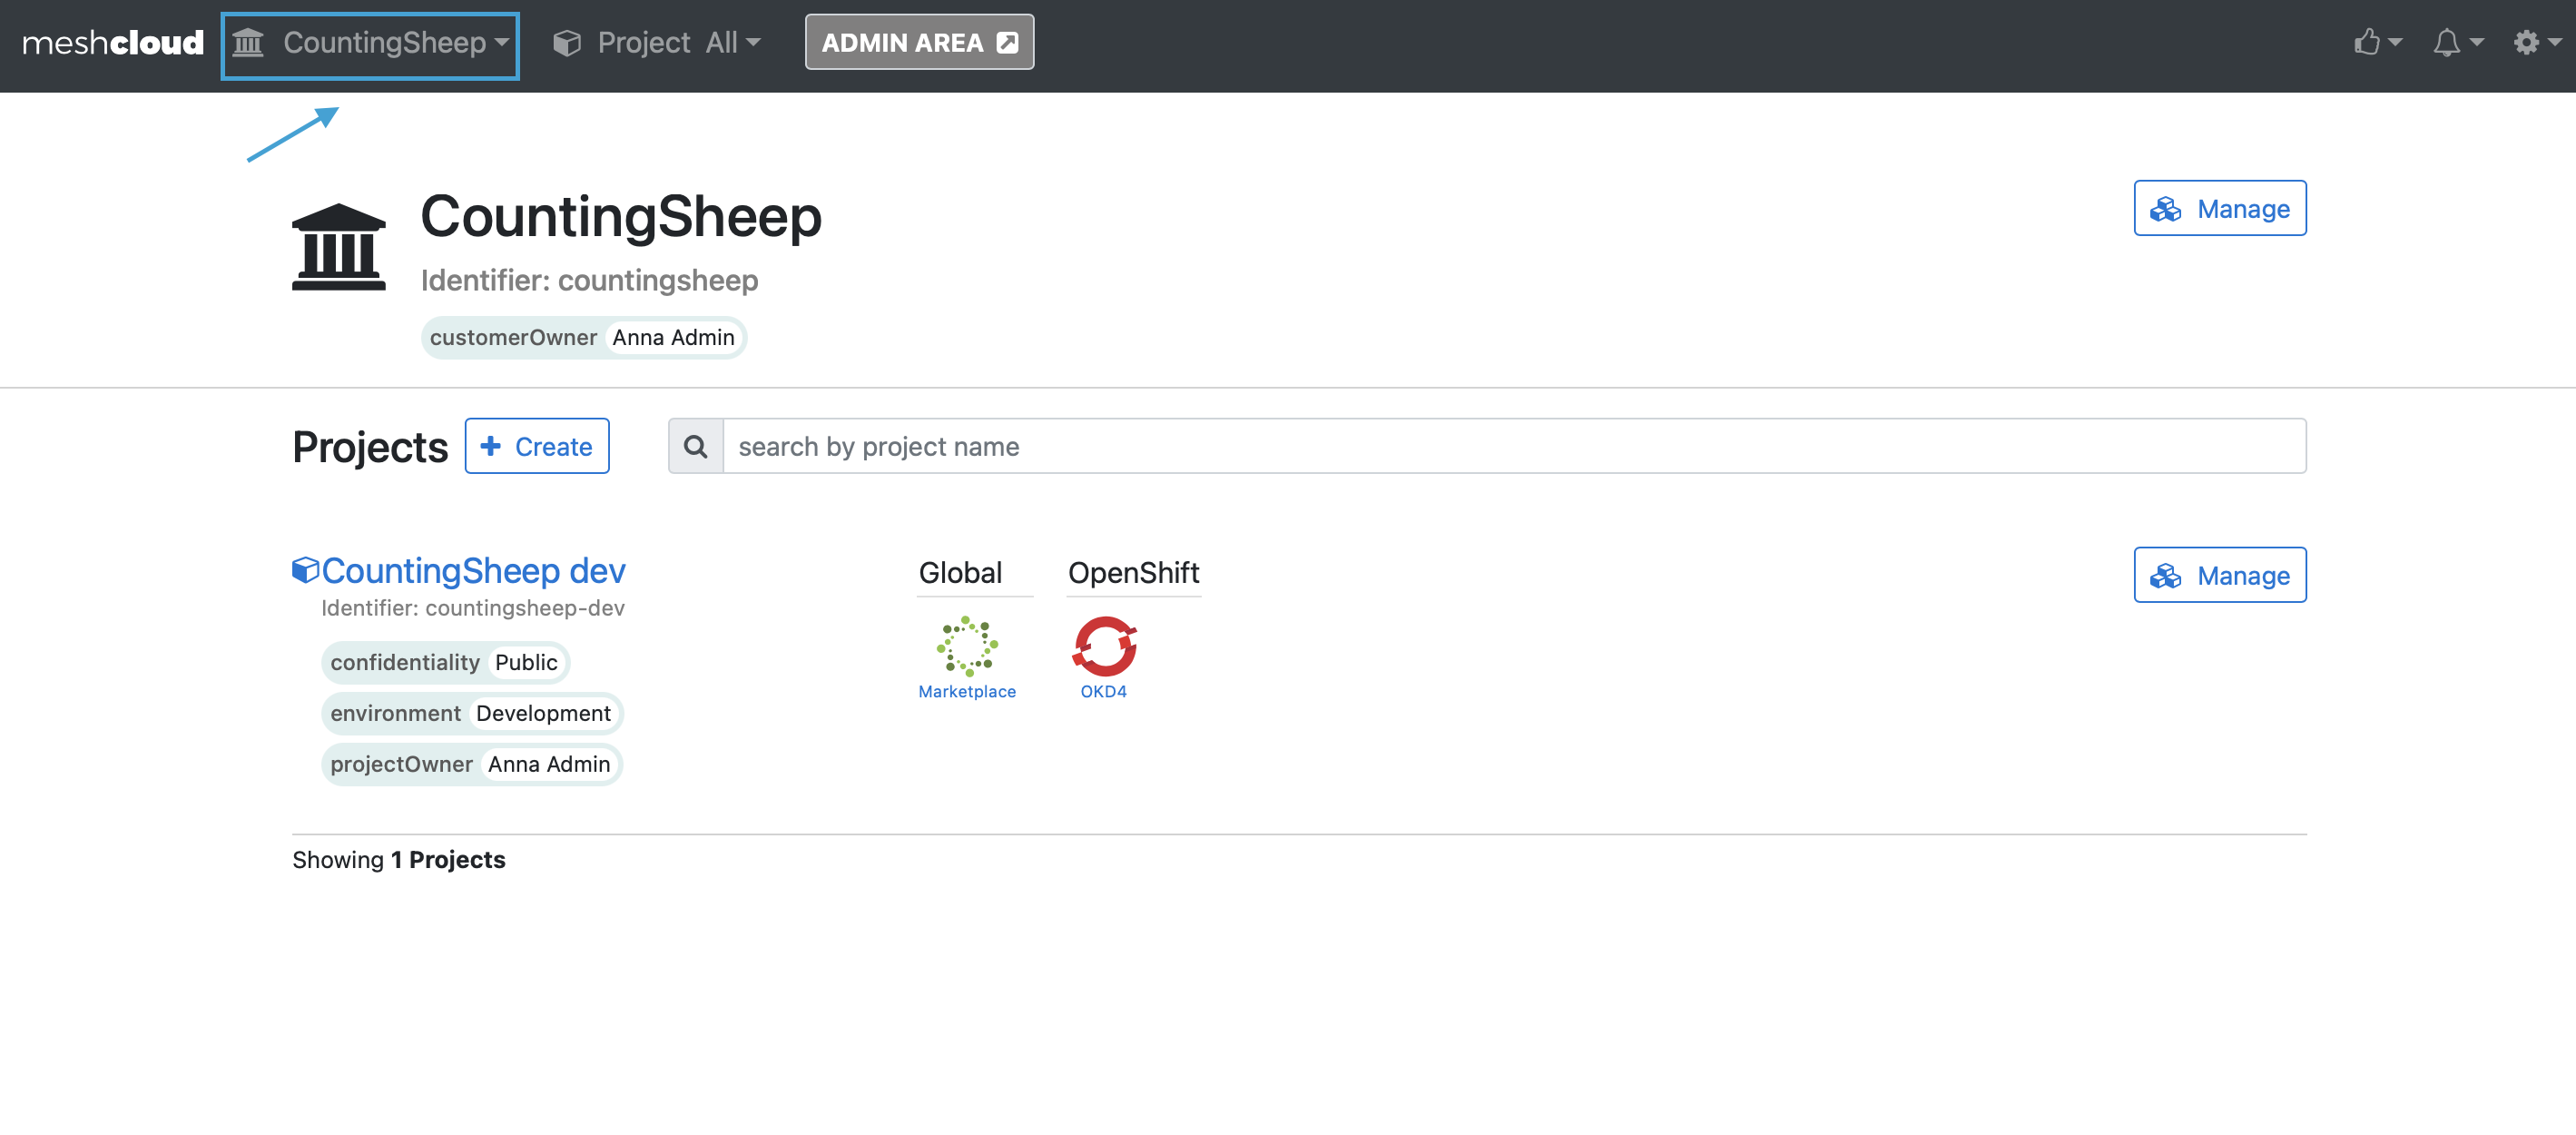 meshcloud CountingSheep Project All ADMIN AREA
CountingSheep
Manage
Identifier: countingsheep
customerOwner Anna Admin
Projects Create search by project name
CountingSheep dev
Identifier: countingsheep-dev
confidentiality Public
environment Development
projectOwner Anna Admin
Global OpenShift
Marketplace OKD4
Manage
Showing 1 Projects